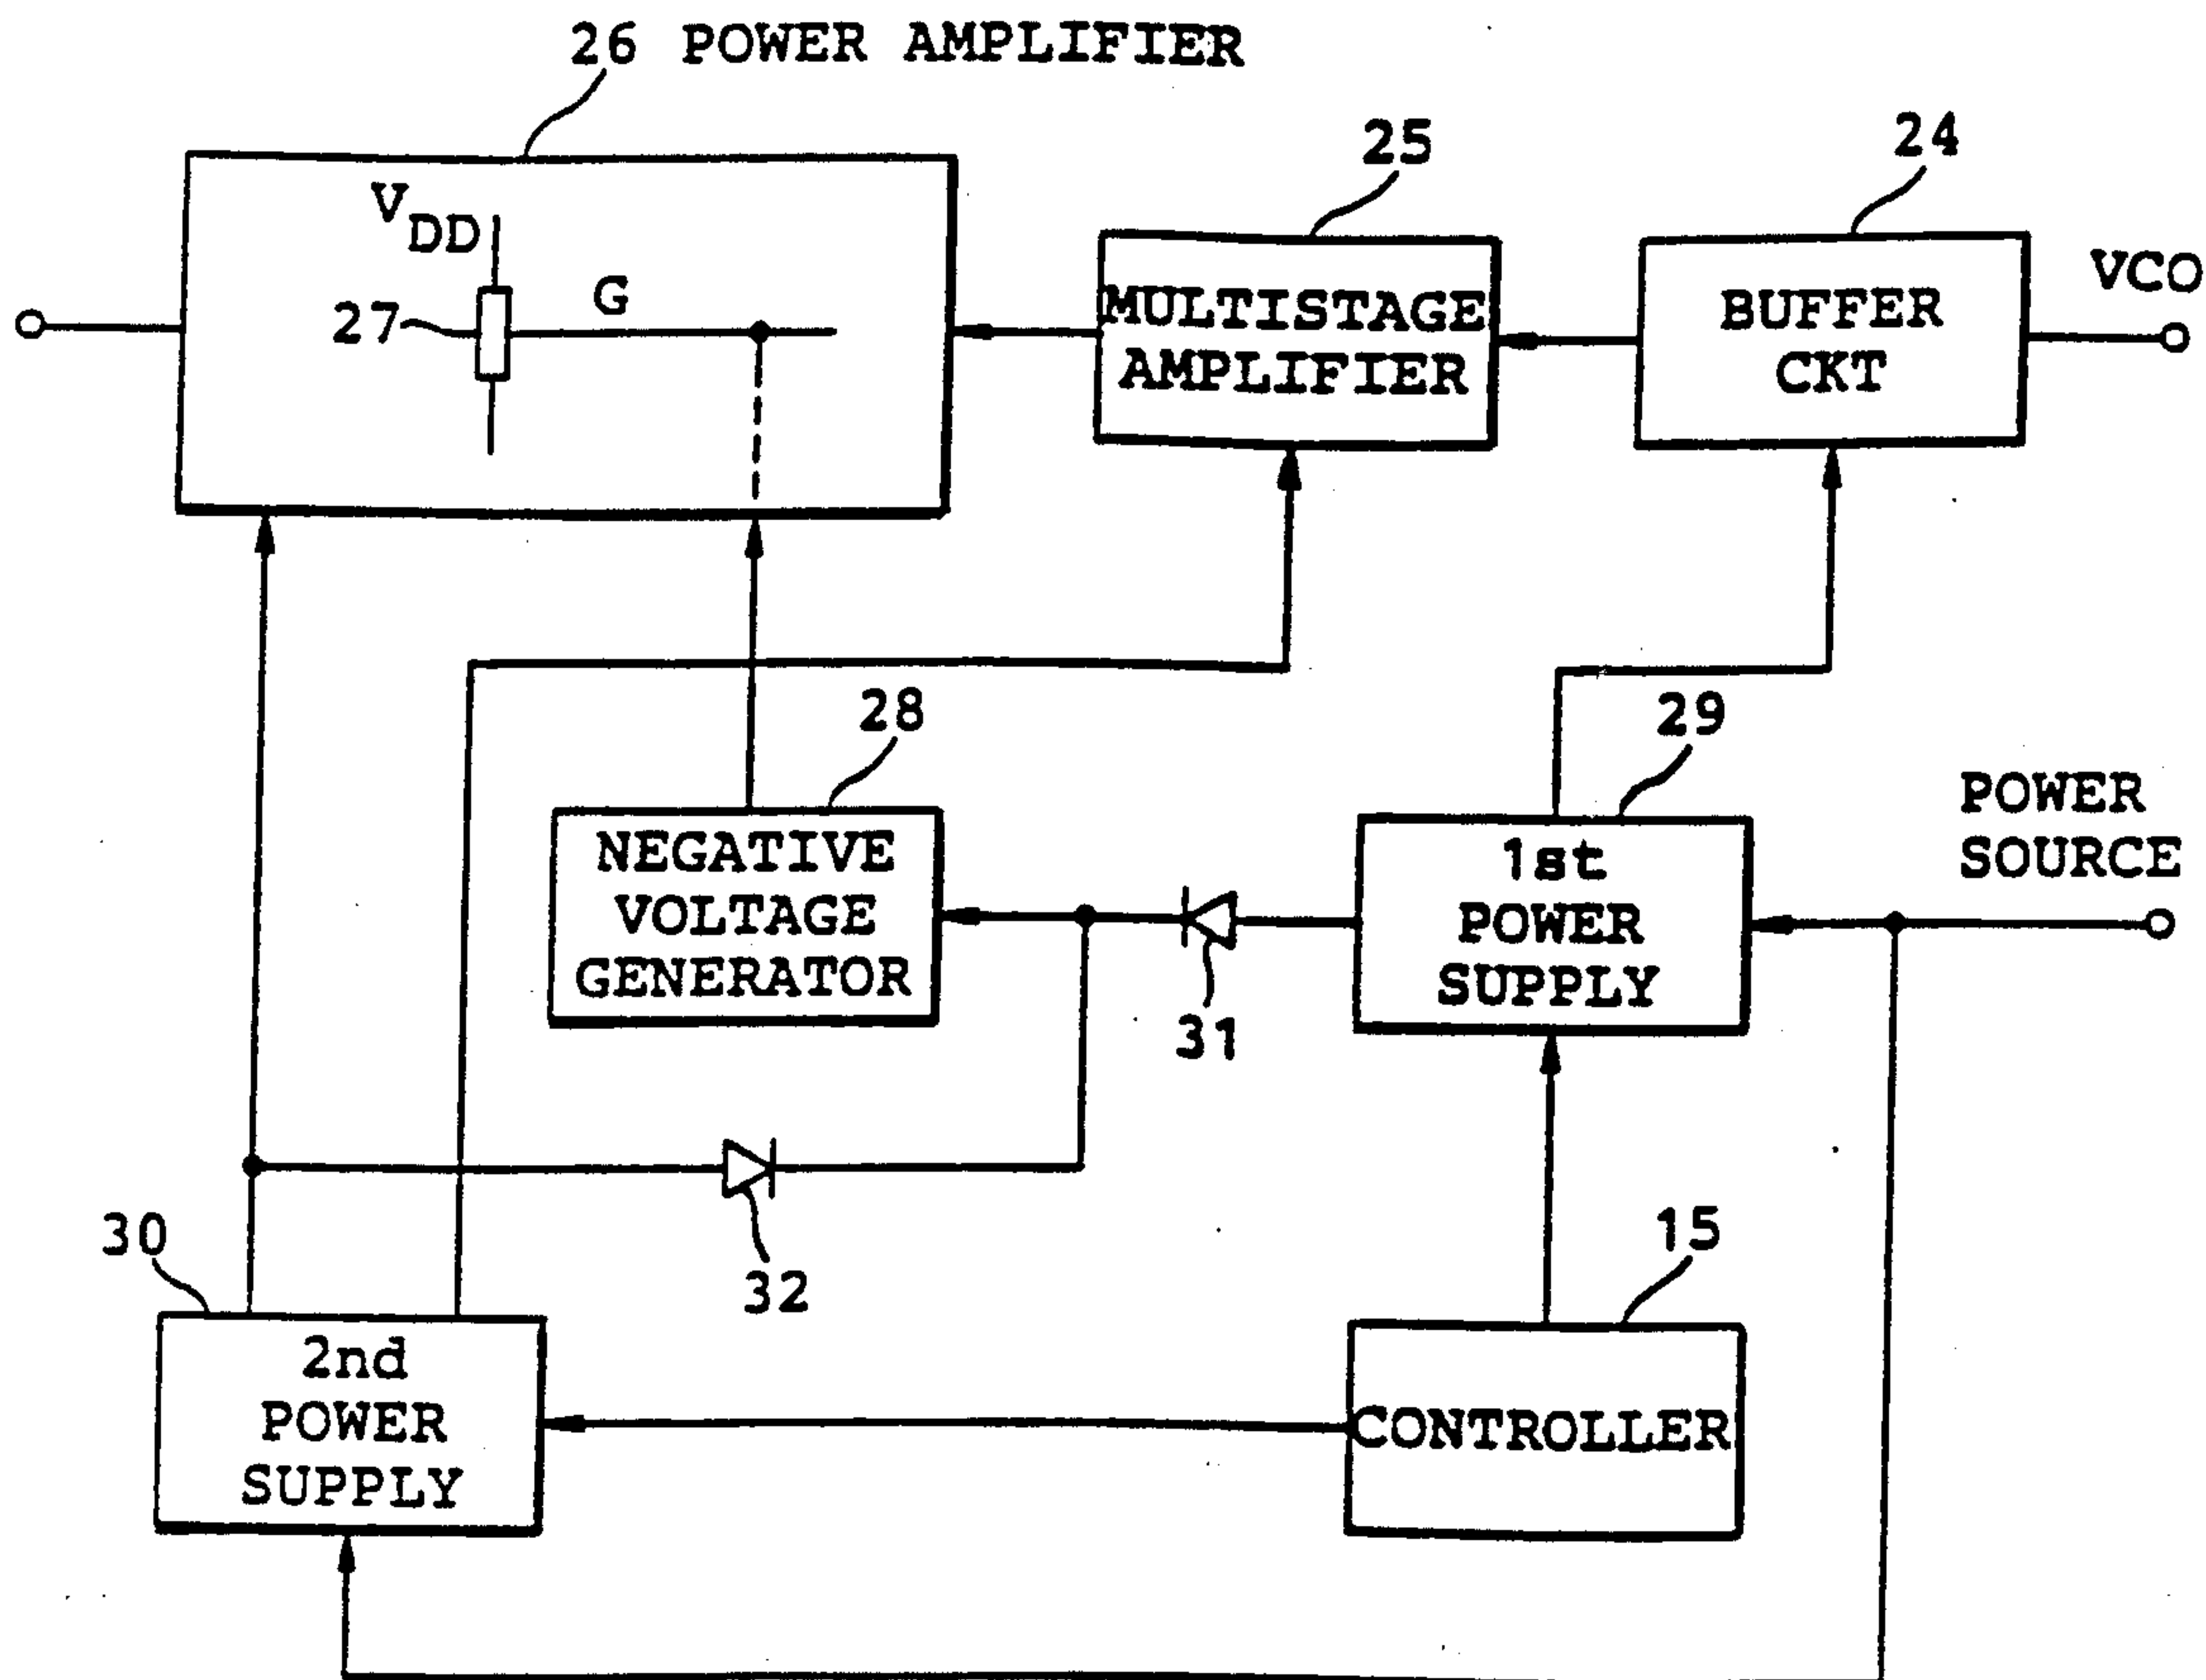 26 POWER AMPLIFIER
25
24
VDD
27
G
MULTISTAGE
AMPLIFIER
BUFFER
CKT
VCO
28
29
NEGATIVE
VOLTAGE
GENERATOR
1st
POWER
SUPPLY
POWER
SOURCE
31
32
30
15
2nd
POWER
SUPPLY
CONTROLLER